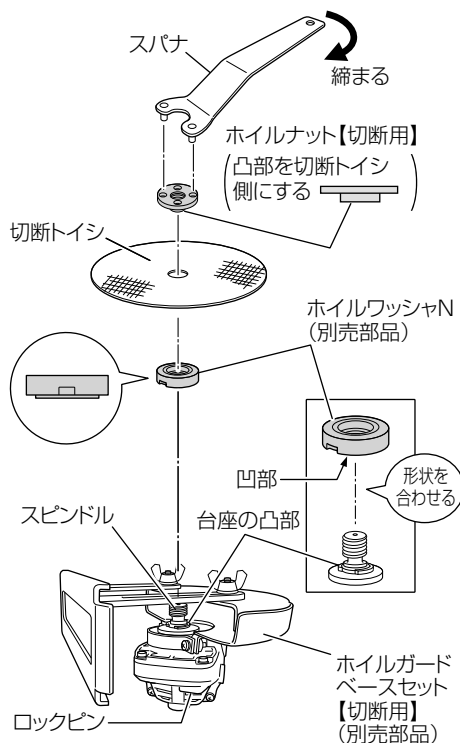 スパナ
締まる
ホイルナット【切断用】
（凸部を切断トイシ
側にする）
切断トイシ
ホイルワッシャN
（別売部品）
凹部
形状を
合わせる
スピンドル
台座の凸部
ロックピン
ホイルガード
ベースセット
【切断用】
（別売部品）